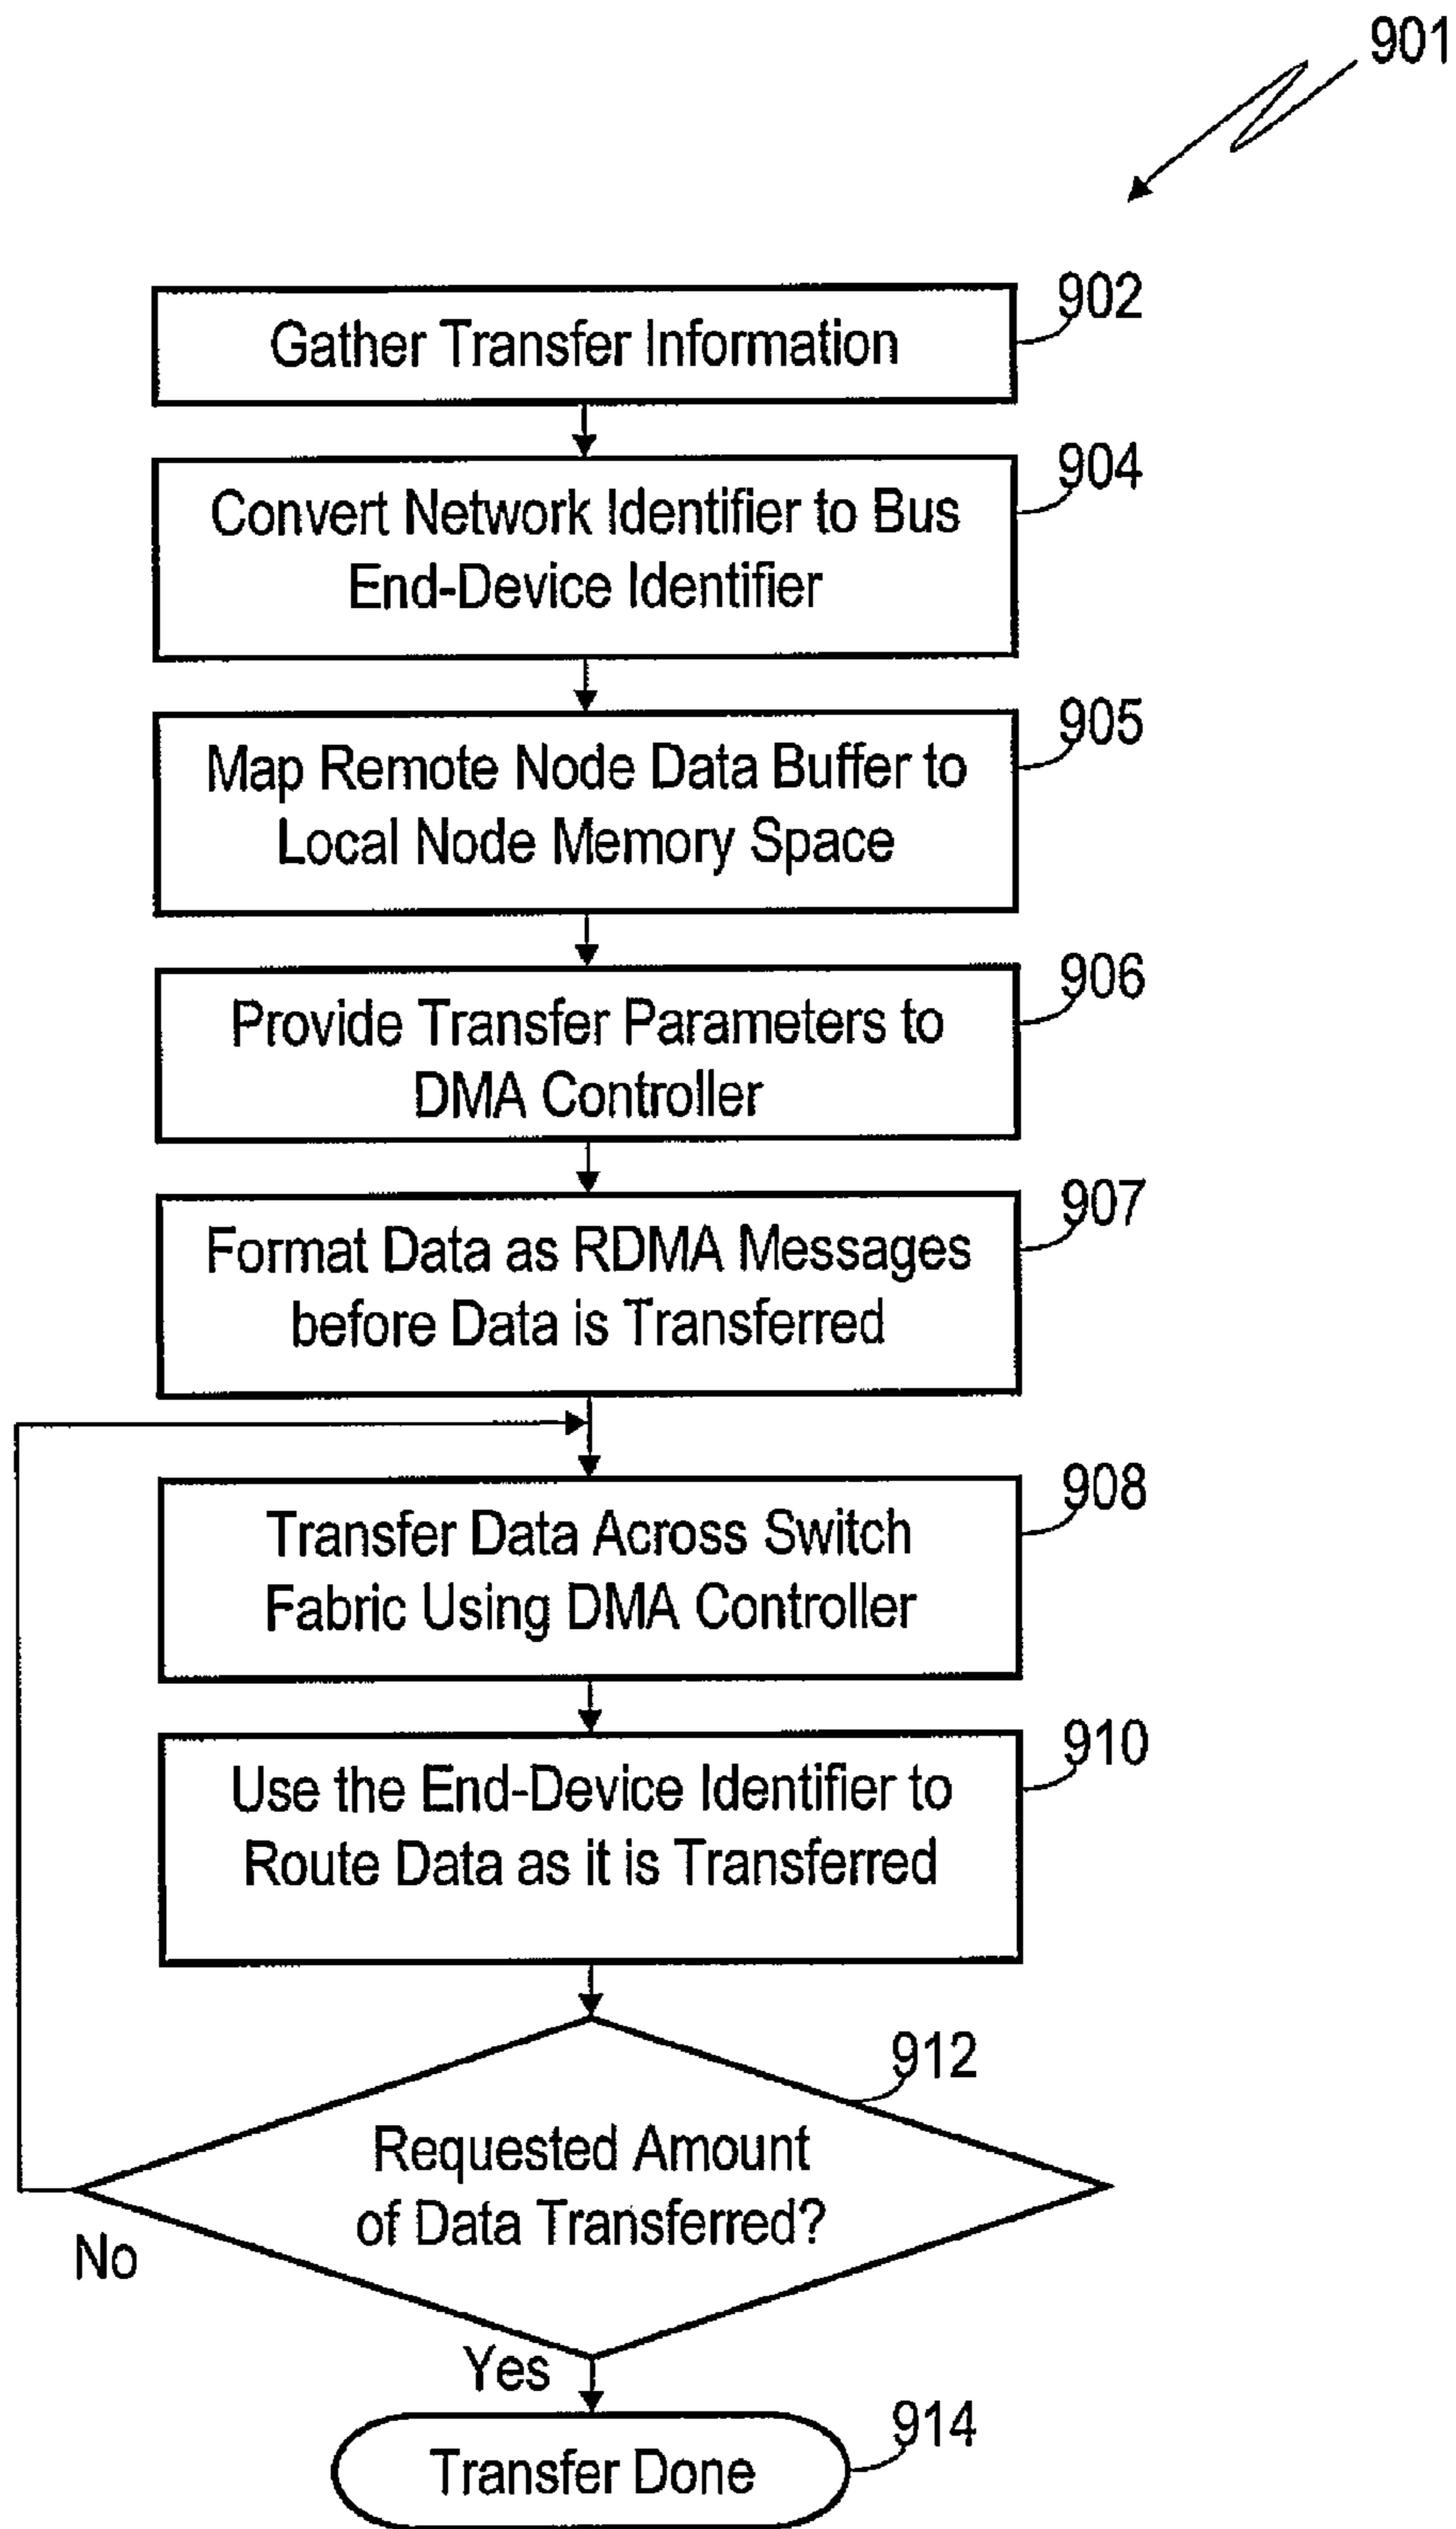 901
902
Gather Transfer Information
904
Convert Network Identifier to Bus
End-Device Identifier
905
Map Remote Node Data Buffer to
Local Node Memory Space
906
Provide Transfer Parameters to
DMA Controller
907
Format Data as RDMA Messages
before Data is Transferred
908
Transfer Data Across Switch
Fabric Using DMA Controller
910
Use the End-Device Identifier to
Route Data as it is Transferred
912
Requested Amount
of Data Transferred?
No
Yes
914
Transfer Done